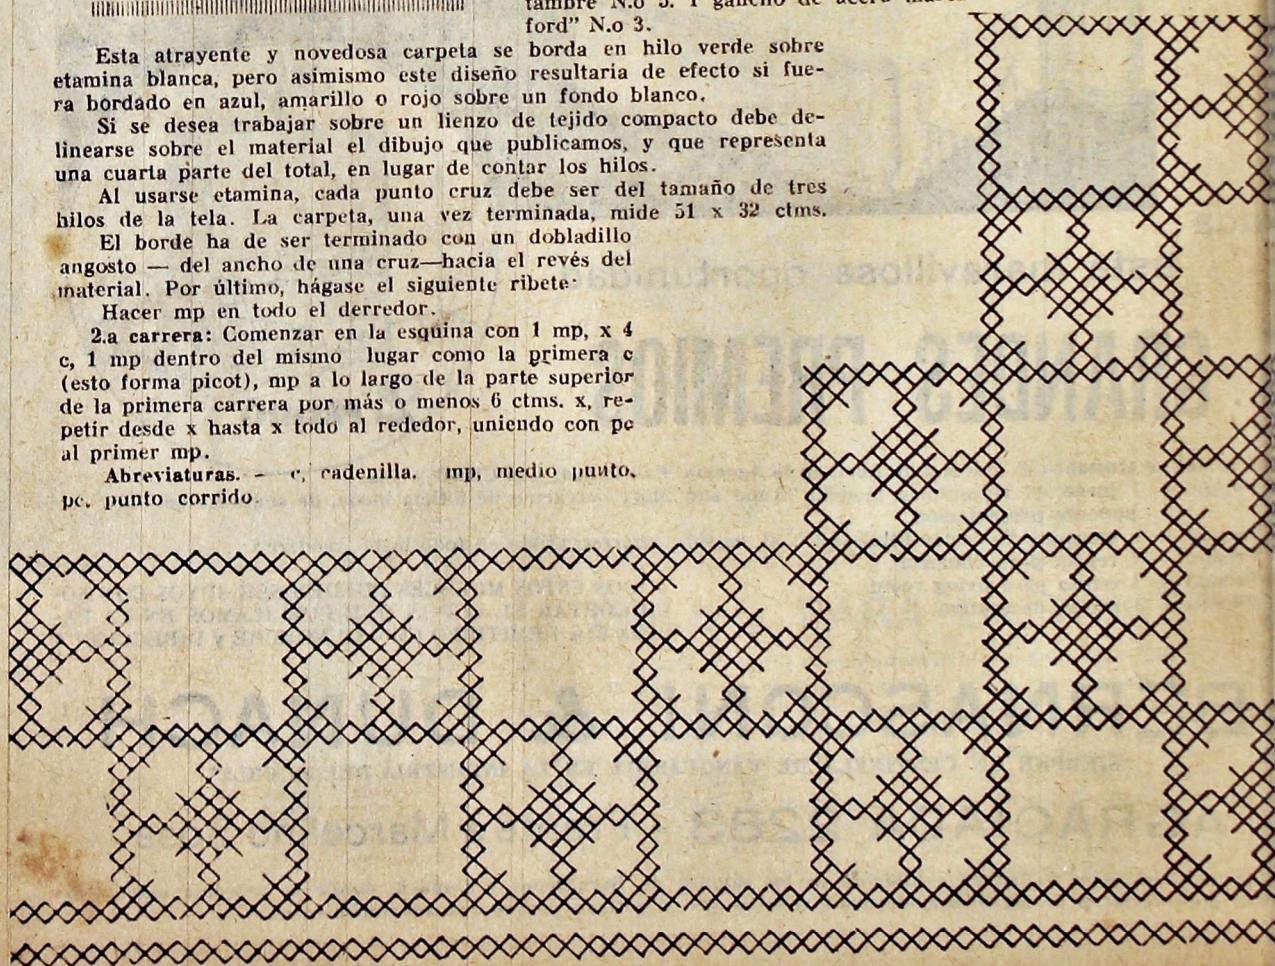 ford" N.o 3.
Esta atrayente y novedosa carpeta se borda en hilo verde sobre
etamina blanca, pero asimismo este diseño resultaría de efecto si fue-
ra bordado en azul, amarillo o rojo sobre un fondo blanco.
Si se desea trabajar sobre un lienzo de tejido compacto debe de-
linearse sobre el material el dibujo que publicamos, y que representa
una cuarta parte del total, en lugar de contar los hilos.
Al usarse etamina, cada punto cruz debe ser del tamaño de tres
hilos de la tela. La carpeta, una vez terminada, mide 51 x 32 ctms.
El borde ha de ser terminado con un dobladillo
angosto — del ancho de una cruz—hacia el revés del
material. Por último, hágase el siguiente ribete·
Hacer mp en todo el derredor.
2.a carrera: Comenzar en la esquina con 1 mp, x 4
c, 1 mp dentro del mismo lugar como la primera c
(esto forma picot), mp a lo largo de la parte superior
de la primera carrera por más o menos 6 ctms. x, re-
petir desde x hasta x todo al rededor, uniendo con pc
al primer mp.
Abreviaturas. — c, cadenilla. mp, medio punto.
pc. punto corrido.